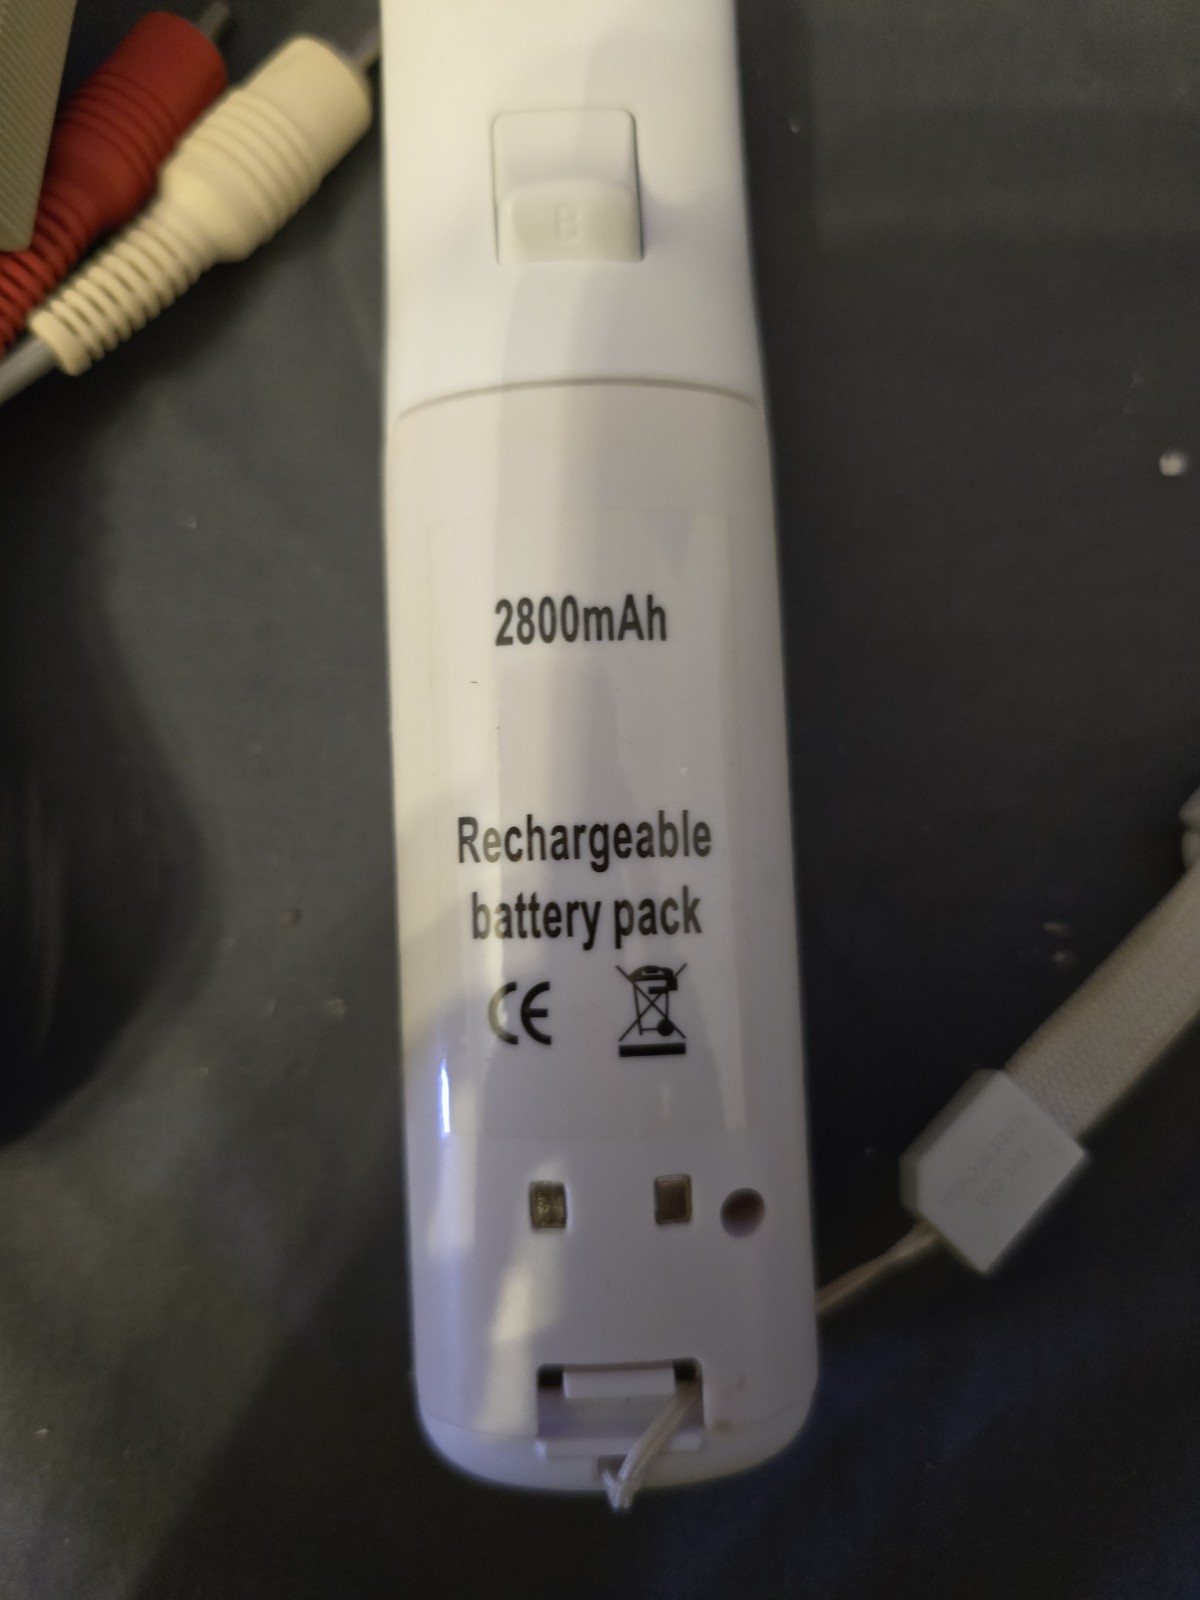 B
2800mAh
Rechargeable
battery pack
CE